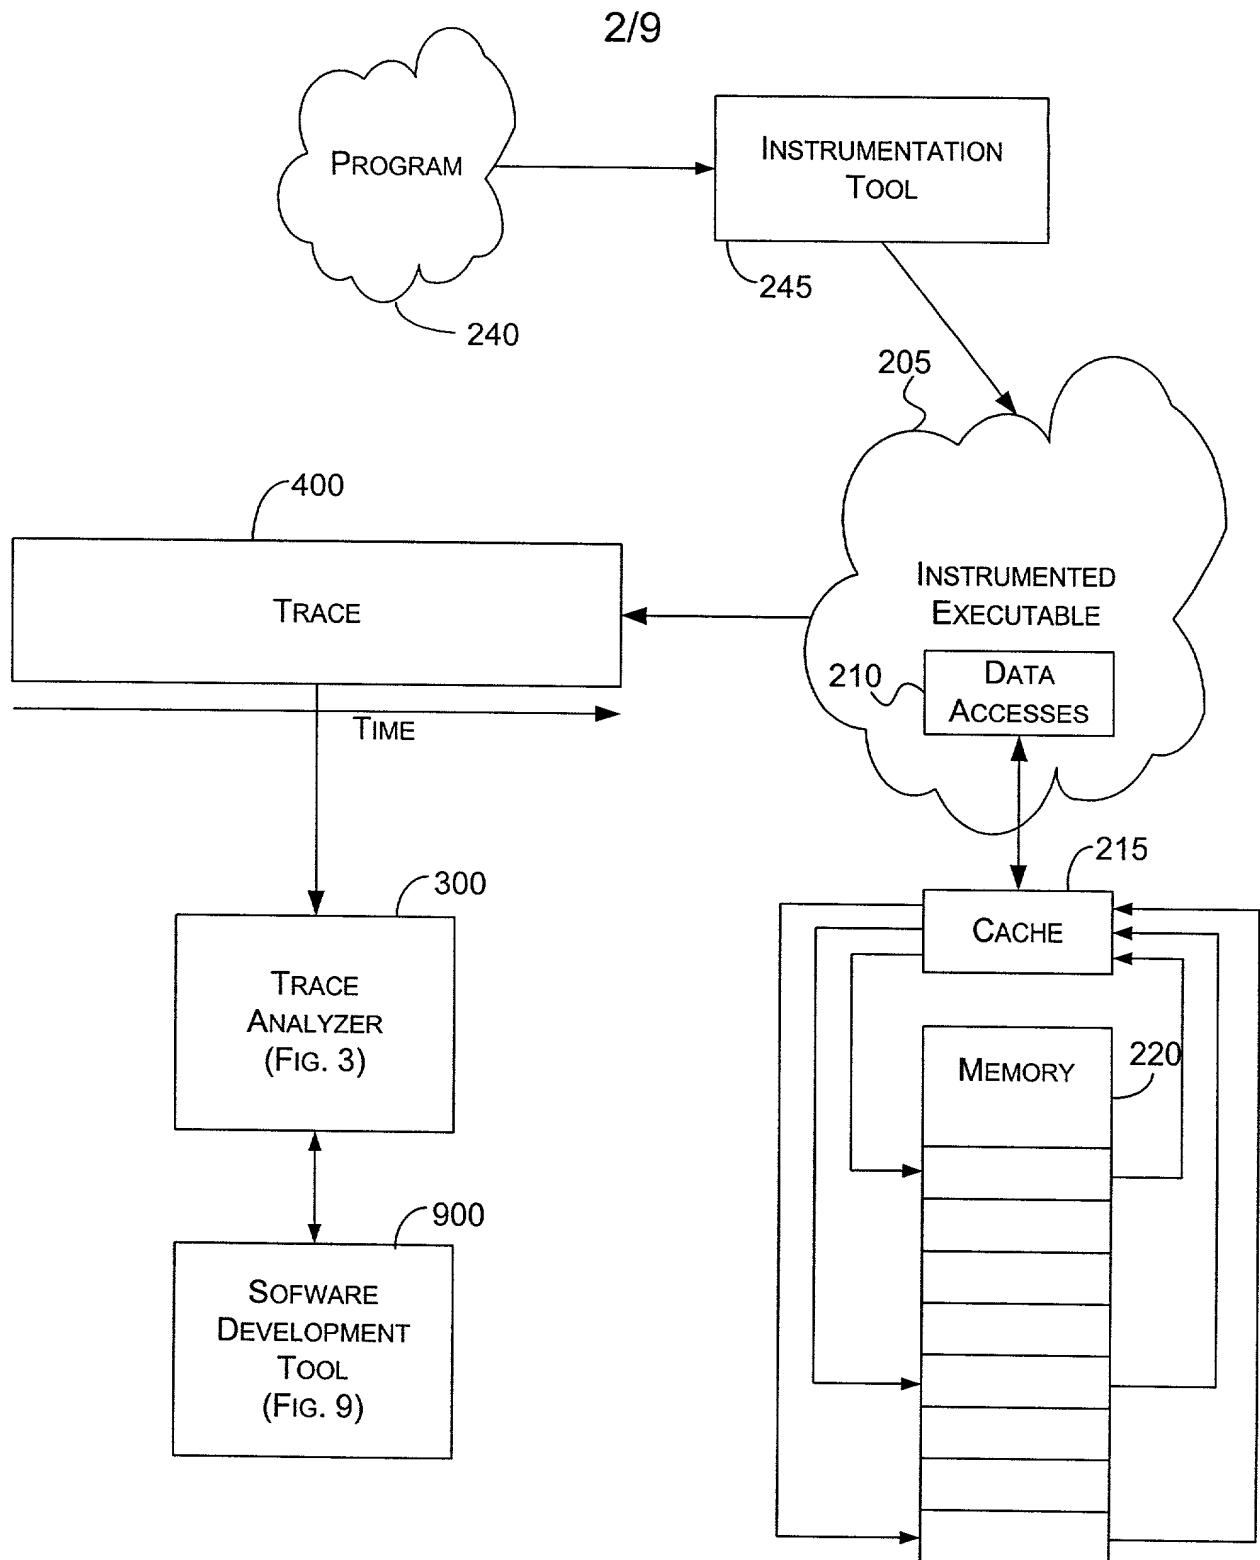 2/9
PROGRAM
INSTRUMENTATION
TOOL
245
240
205
400
TRACE
INSTRUMENTED
EXECUTABLE
210
DATA
ACCESSES
TIME
215
CACHE
300
TRACE
ANALYZER
(FIG. 3)
MEMORY
220
900
SOFWARE
DEVELOPMENT
TOOL
(FIG. 9)